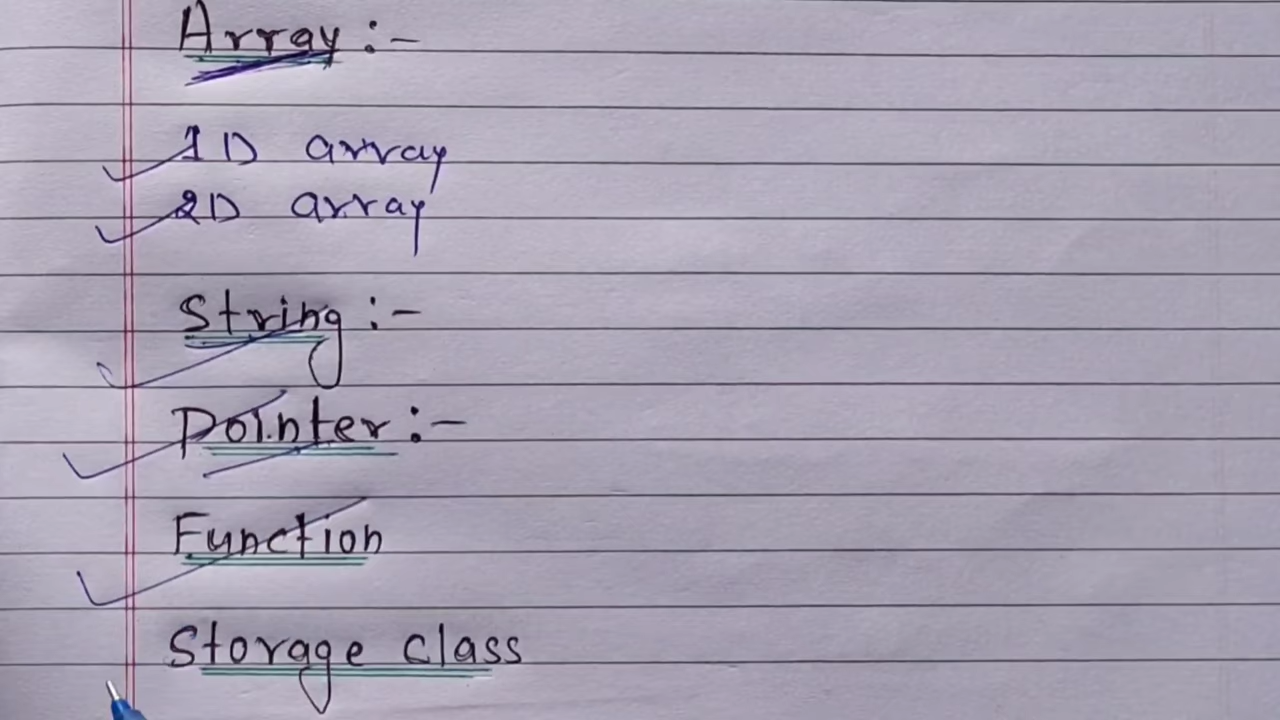 Array :-
1D array
2D array
String :-
Pointer :-
Function
Storage class